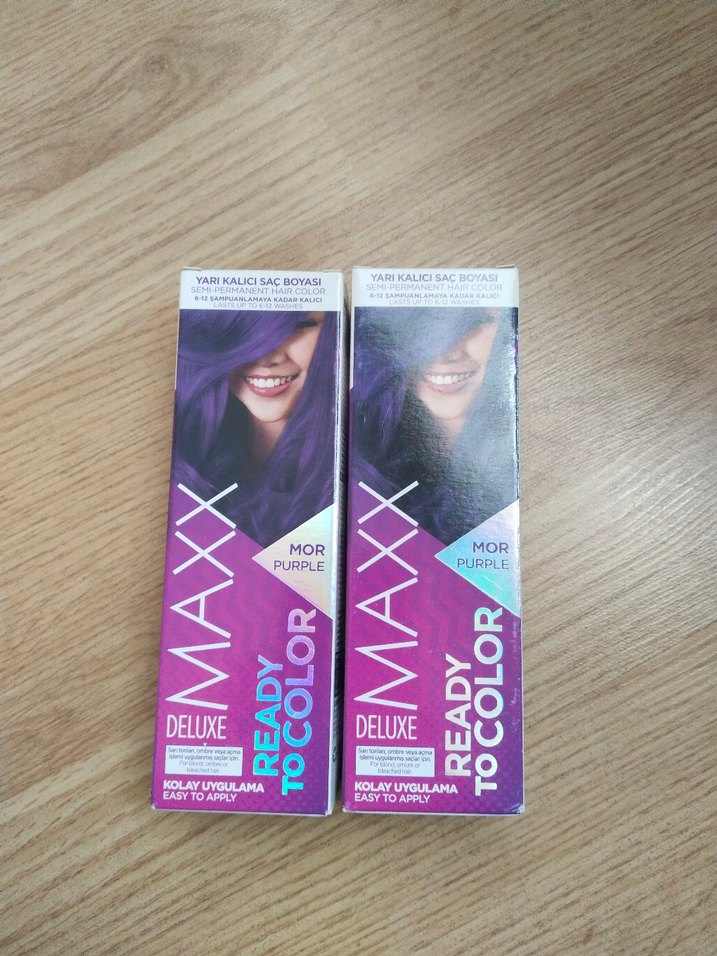 YARI KALICI SAÇ BOYASI
SEMI-PERMANENT HAIR COLOR
6-12 ŞAMPUANLAMAYA KADAR KALICI
LASTS UP TO 6-12 WASHES
MOR
PURPLE
MAXX
DELUXE
READY
TO COLOR
Sarı tonları, ombre veya açma
işlemi uygulanmış saçlar için.
For blond, ombre or
bleached hair.
KOLAY UYGULAMA
EASY TO APPLY
YARI KALICI SAÇ BOYASI
SEMI-PERMANENT HAIR COLOR
6-12 ŞAMPUANLAMAYA KADAR KALICI
LASTS UP TO 6-12 WASHES
MOR
PURPLE
MAXX
DELUXE
READY
TO COLOR
Sarı tonları, ombre veya açma
işlemi uygulanmış saçlar için.
For blond, ombre or
bleached hair.
KOLAY UYGULAMA
EASY TO APPLY